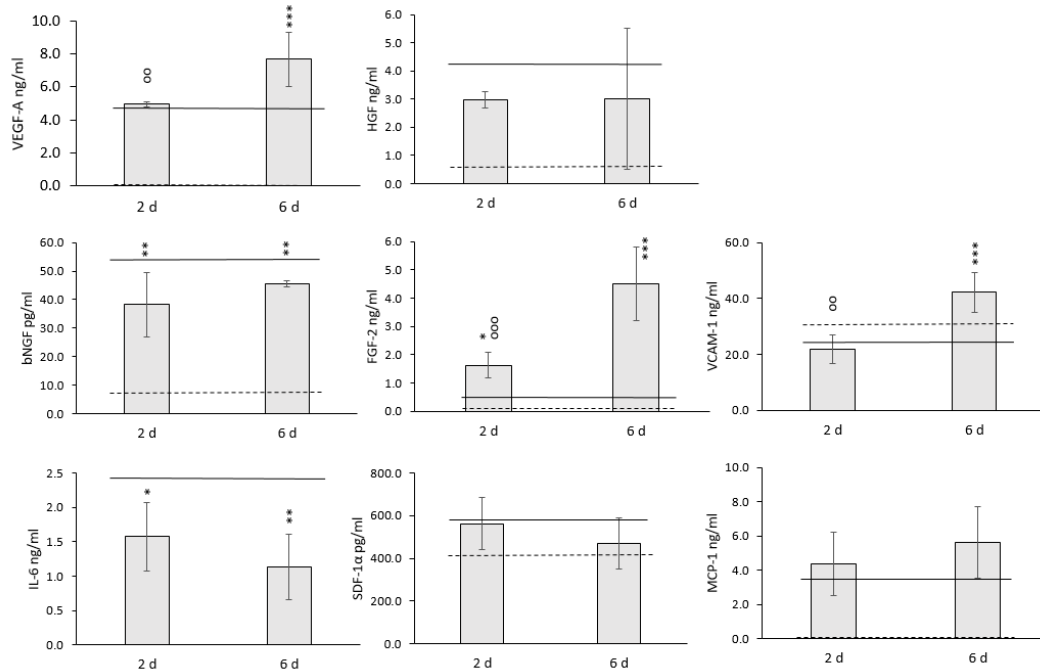 VEGF-A ng/ml
10.0
8.0
6.0
4.0
2.0
0.0
oo
***
2 d
6 d
HGF ng/ml
6.0
5.0
4.0
3.0
2.0
1.0
0.0
2 d
6 d
bNGF pg/ml
60.0
50.0
40.0
30.0
20.0
10.0
0.0
**
**
2 d
6 d
FGF-2 ng/ml
6.0
5.0
4.0
3.0
2.0
1.0
0.0
* ooo
***
2 d
6 d
VCAM-1 ng/ml
60.0
40.0
20.0
0.0
oo
***
2 d
6 d
IL-6 ng/ml
2.5
2.0
1.5
1.0
0.5
0.0
*
**
2 d
6 d
SDF-1α pg/ml
800.0
600.0
400.0
200.0
0.0
2 d
6 d
MCP-1 ng/ml
10.0
8.0
6.0
4.0
2.0
0.0
2 d
6 d